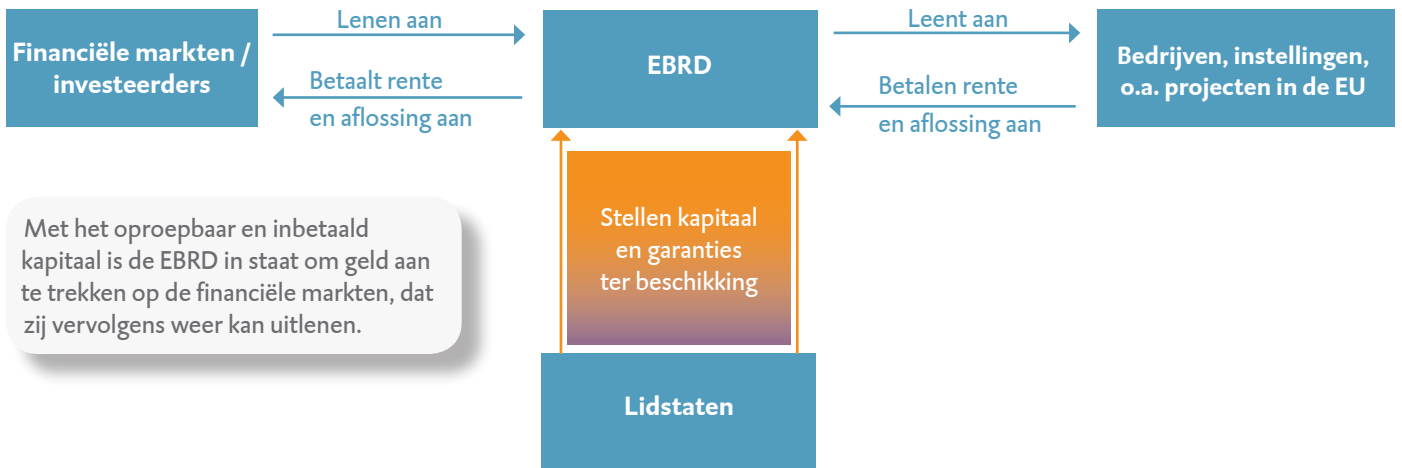 Financiële markten /
investeerders
Lenen aan
Betaalt rente
en aflossing aan
EBRD
Leent aan
Betalen rente
en aflossing aan
Bedrijven, instellingen,
o.a. projecten in de EU
Stellen kapitaal
en garanties
ter beschikking
Met het oproepbaar en inbetaald
kapitaal is de EBRD in staat om geld aan
te trekken op de financiële markten, dat
zij vervolgens weer kan uitlenen.
Lidstaten